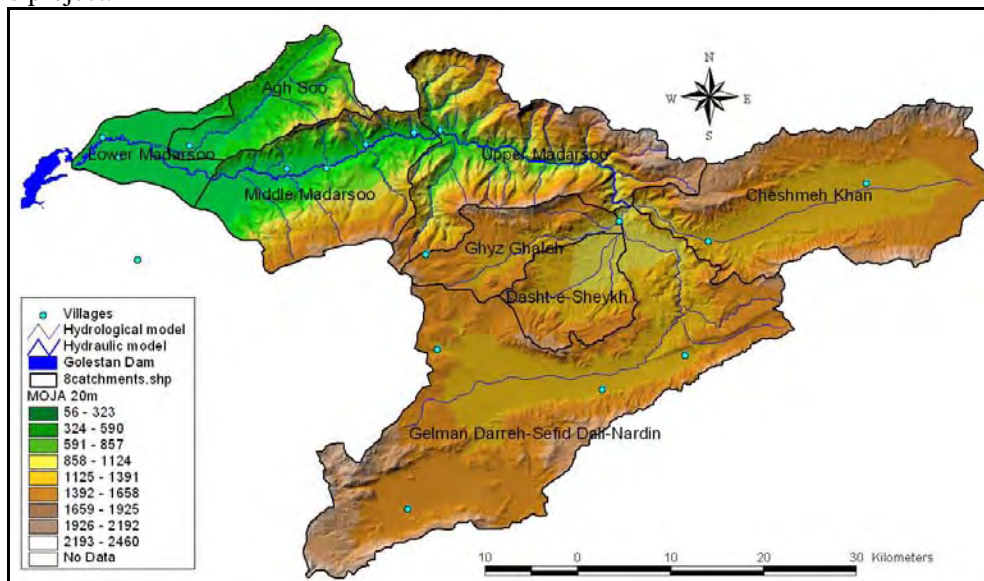 N
W E
S
Agh Soo
Lower Madarsoo
Upper Madarsoo
Middle Madarsoo
Cheshmeh Khan
Ghyz Ghaleh
Dasht-e-Sheykh
Gelman Darreh-Sefid Dali-Nardin
Villages
Hydrological model
Hydraulic model
Golestan Dam
8catchments.shp
MOJA 20m
56 - 323
324 - 590
591 - 857
858 - 1124
1125 - 1391
1392 - 1658
1659 - 1925
1926 - 2192
2193 - 2460
No Data
10 0 10 20 30 Kilometers